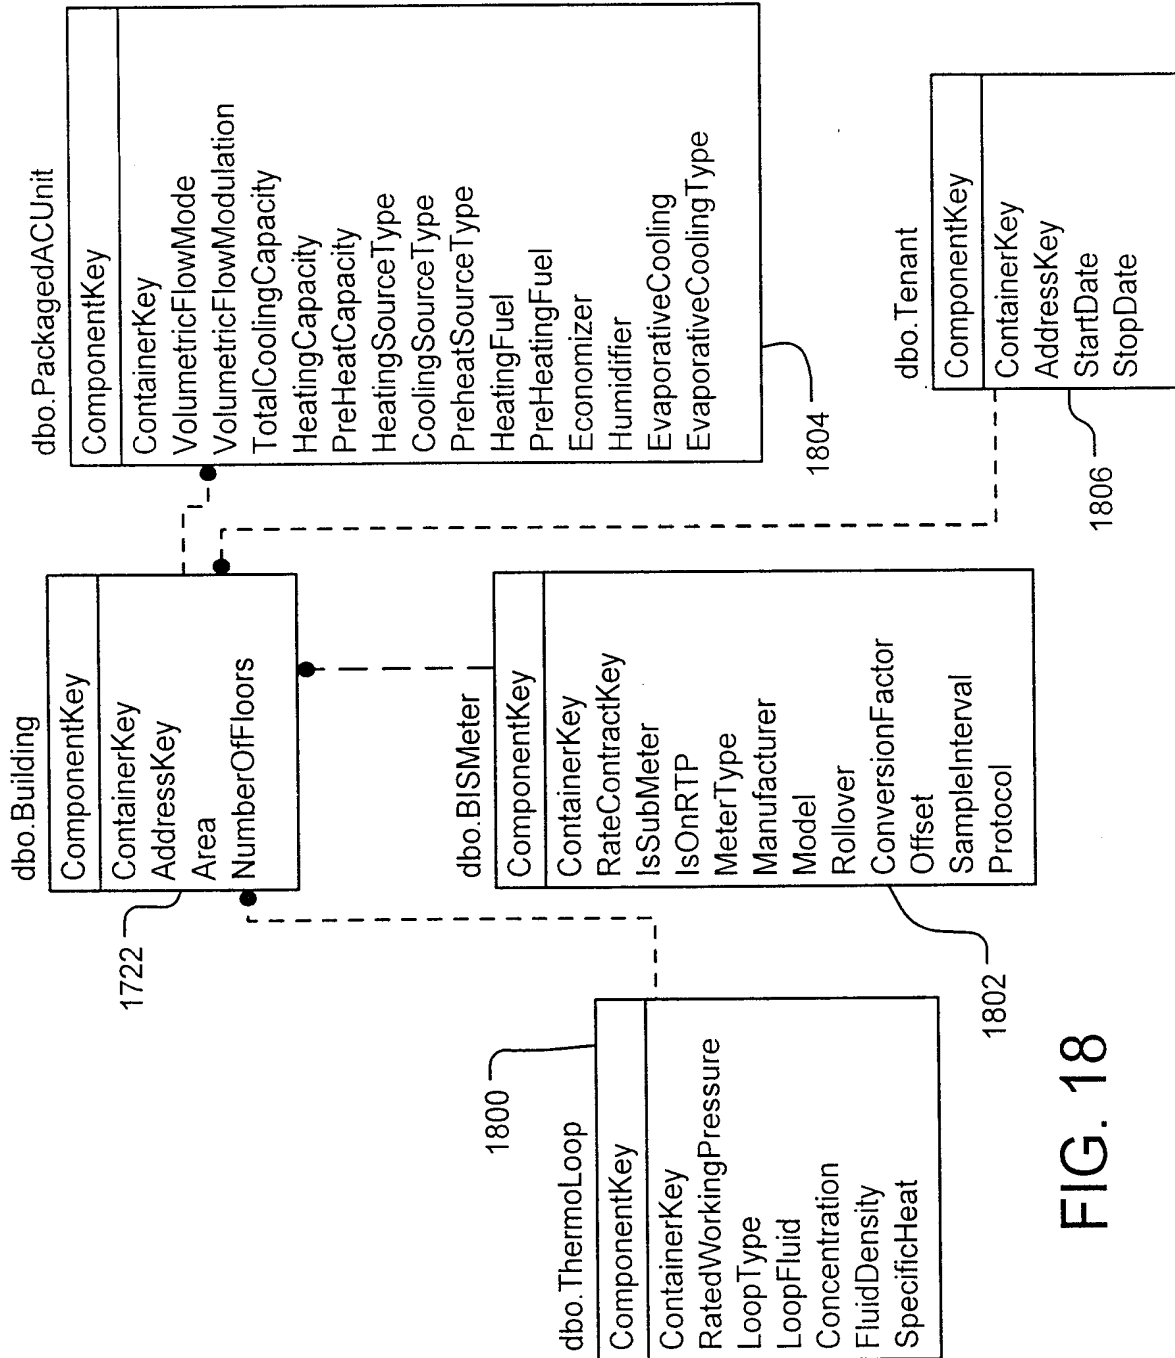 dbo.Building
ComponentKey
ContainerKey
AddressKey
Area
NumberOfFloors
1722
dbo.PackagedACUnit
ComponentKey
ContainerKey
VolumetricFlowMode
VolumetricFlowModulation
TotalCoolingCapacity
HeatingCapacity
PreHeatCapacity
HeatingSourceType
CoolingSourceType
PreheatSourceType
HeatingFuel
PreHeatingFuel
Economizer
Humidifier
EvaporativeCooling
EvaporativeCoolingType
1804
dbo.ThermoLoop
ComponentKey
ContainerKey
RatedWorkingPressure
LoopType
LoopFluid
Concentration
FluidDensity
SpecificHeat
1800
dbo.BISMeter
ComponentKey
ContainerKey
RateContractKey
IsSubMeter
IsOnRTP
MeterType
Manufacturer
Model
Rollover
ConversionFactor
Offset
SampleInterval
Protocol
1802
dbo.Tenant
ComponentKey
ContainerKey
AddressKey
StartDate
StopDate
1806
FIG. 18